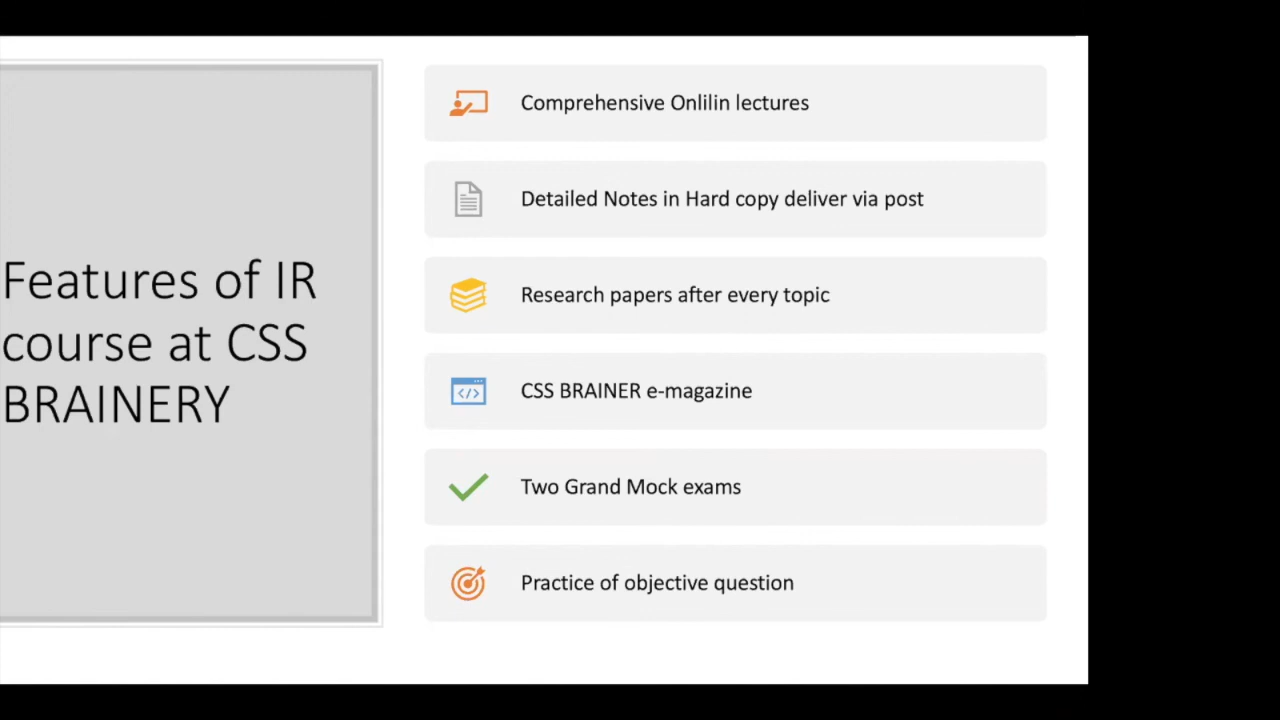 Features of IR
course at CSS
BRAINERY
Comprehensive Onlilin lectures
Detailed Notes in Hard copy deliver via post
Research papers after every topic
CSS BRAINER e-magazine
Two Grand Mock exams
Practice of objective question